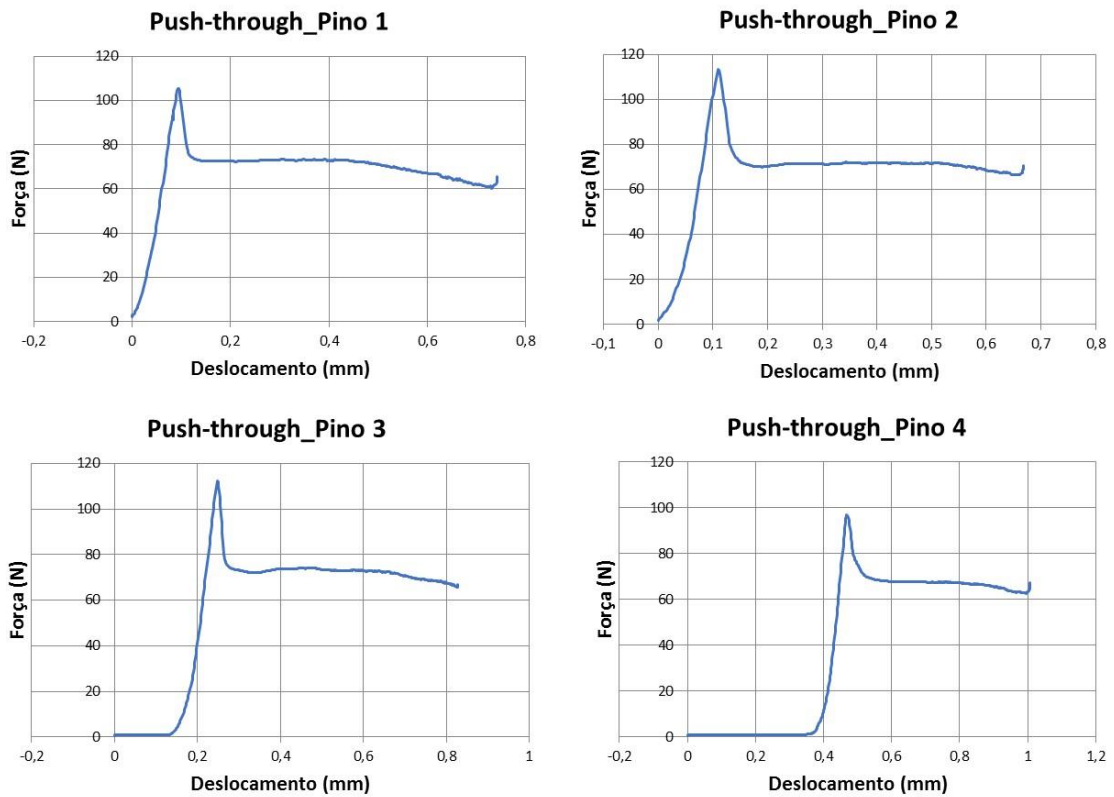 Push-through_Pino 1
120
100
80
60
40
20
0
-0,2 0 0,2 0,4 0,6 0,8
Força (N)
Deslocamento (mm)
Push-through_Pino 2
120
100
80
60
40
20
0
-0,1 0 0,1 0,2 0,3 0,4 0,5 0,6 0,7 0,8
Força (N)
Deslocamento (mm)
Push-through_Pino 3
120
100
80
60
40
20
0
-0,2 0 0,2 0,4 0,6 0,8 1
Força (N)
Deslocamento (mm)
Push-through_Pino 4
120
100
80
60
40
20
0
-0,2 0 0,2 0,4 0,6 0,8 1 1,2
Força (N)
Deslocamento (mm)